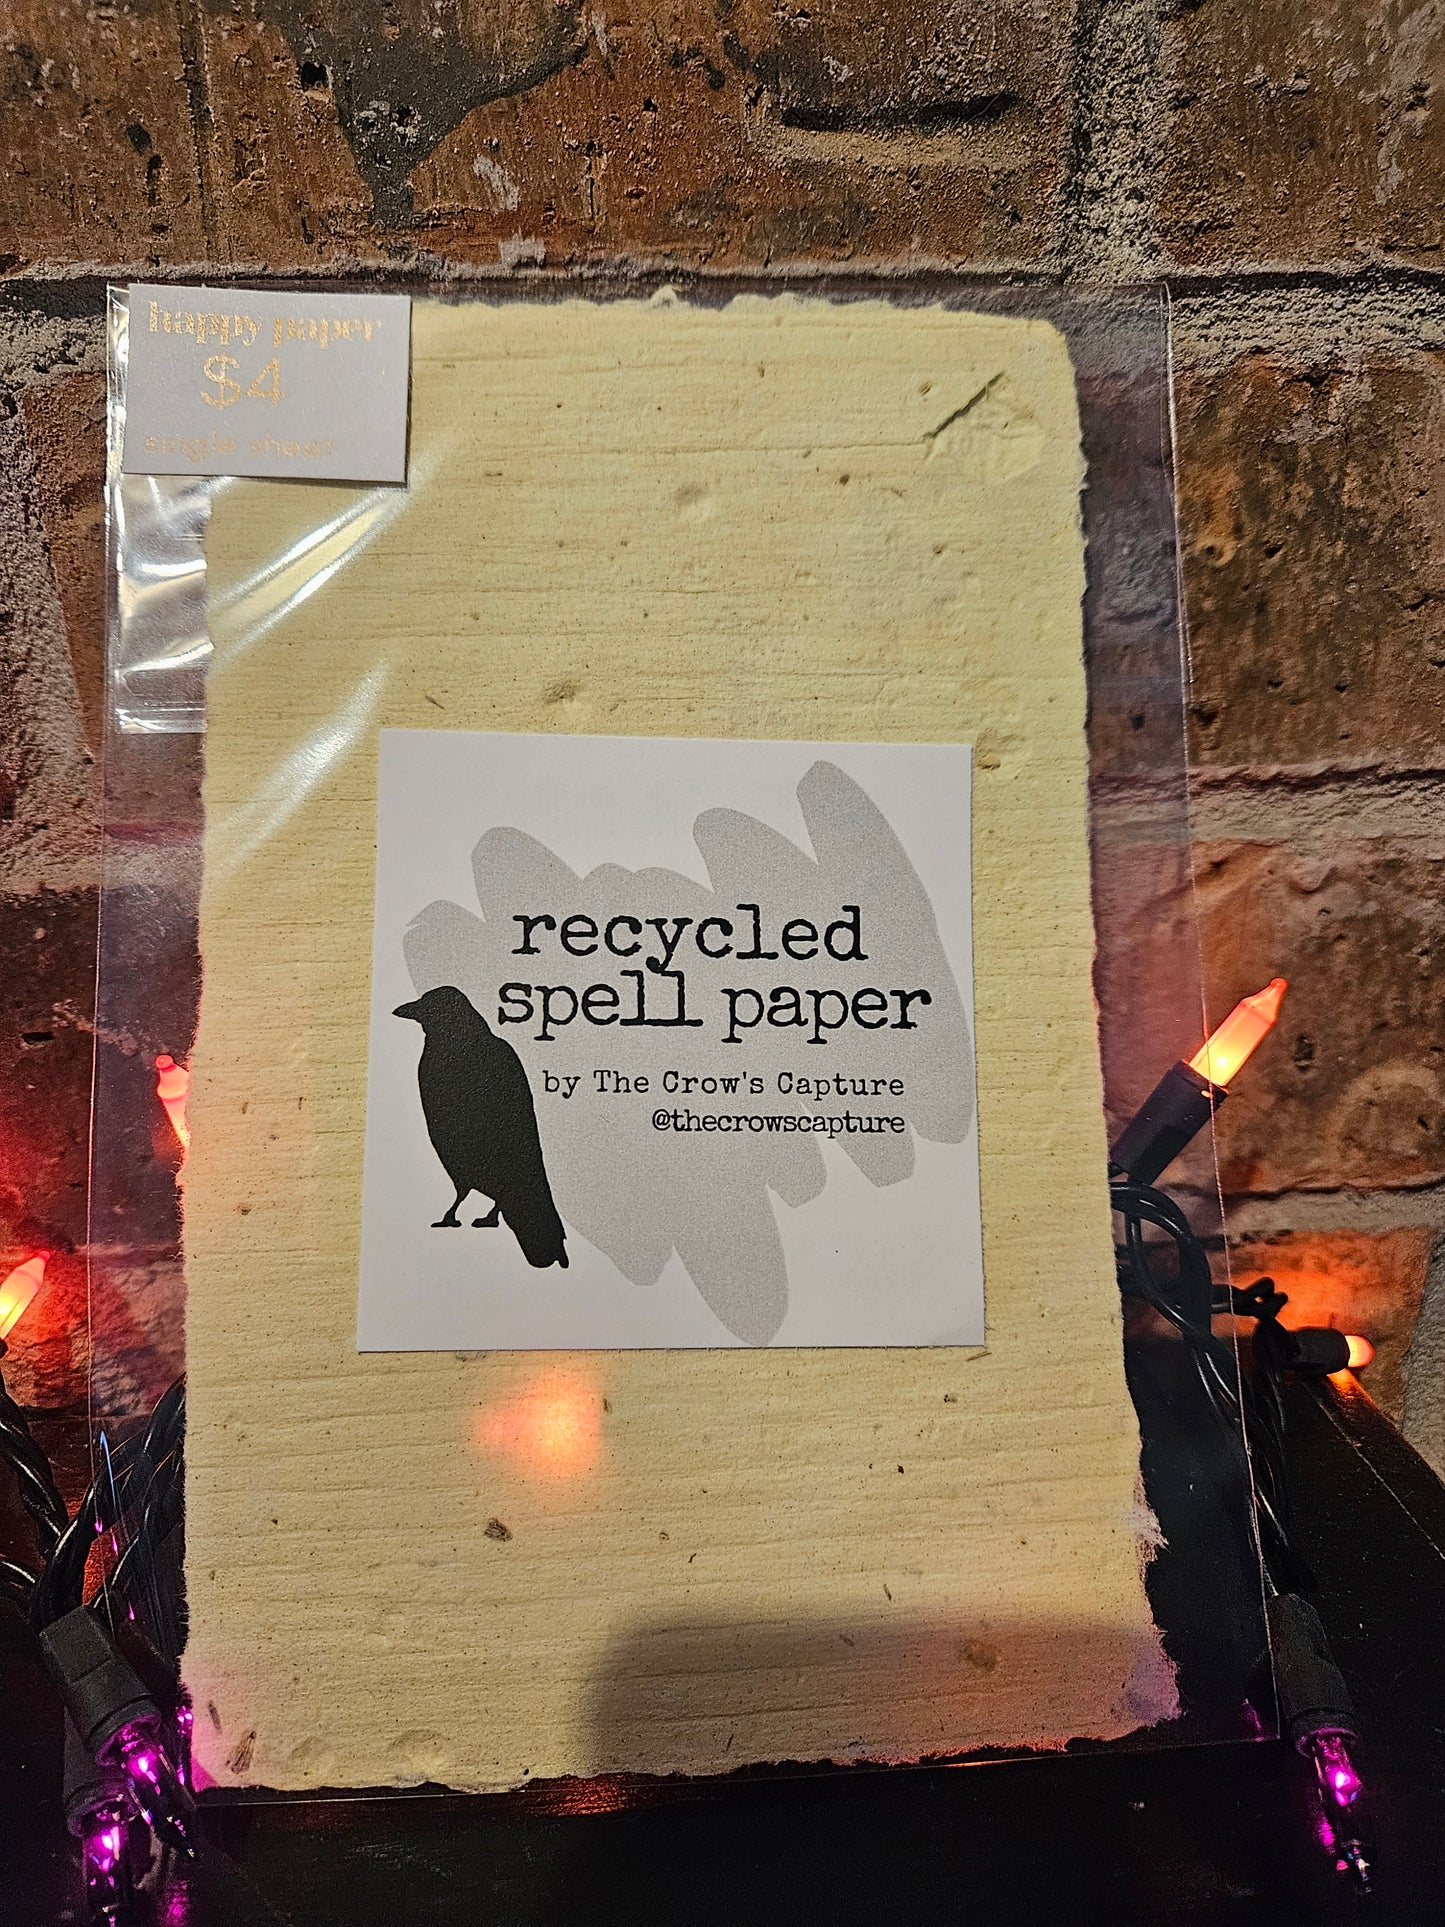 happy paper
$4
single sheet
recycled
spell paper
by The Crow's Capture
@thecrowscapture